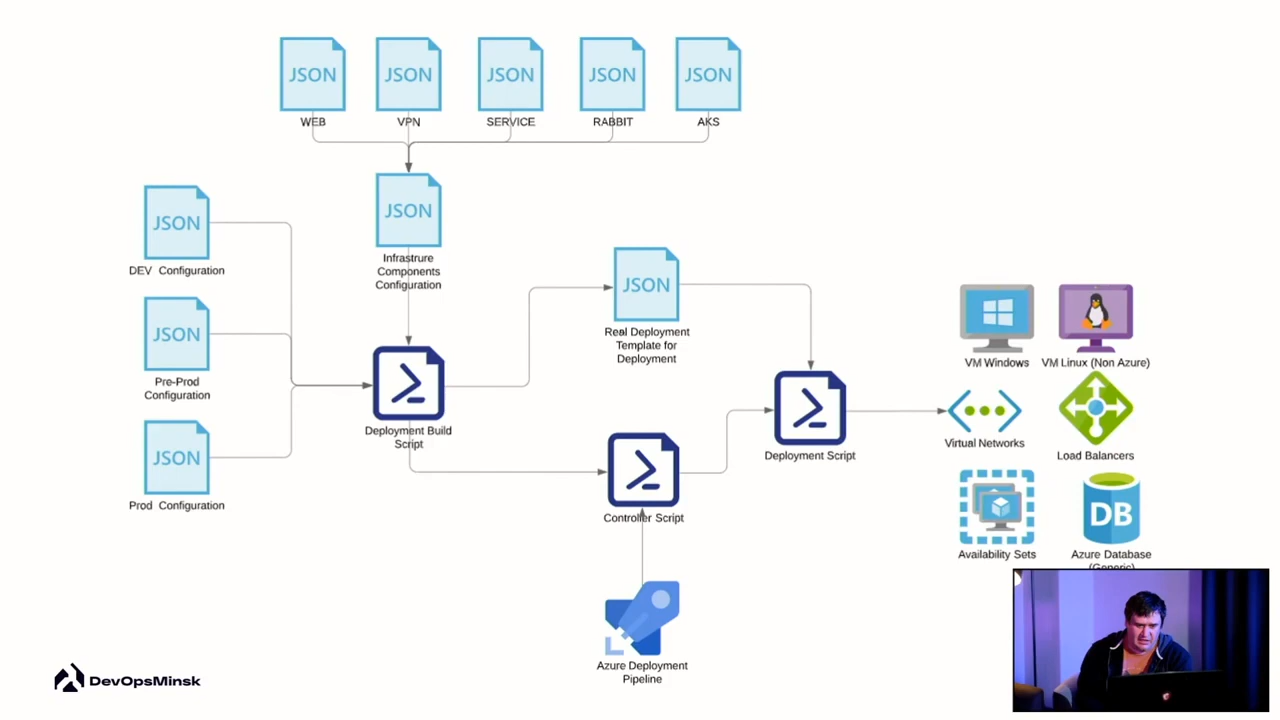 JSON
JSON
JSON
JSON
JSON
WEB
VPN
SERVICE
RABBIT
AKS
JSON
Infrastrure
Components
Configuration
JSON
DEV Configuration
JSON
Pre-Prod
Configuration
JSON
Prod Configuration
Deployment Build
Script
JSON
Real Deployment
Template for
Deployment
Controller Script
Azure Deployment
Pipeline
Deployment Script
VM Windows
VM Linux (Non Azure)
Virtual Networks
Load Balancers
Availability Sets
DB
Azure Database
(Generic)
DevOpsMinsk